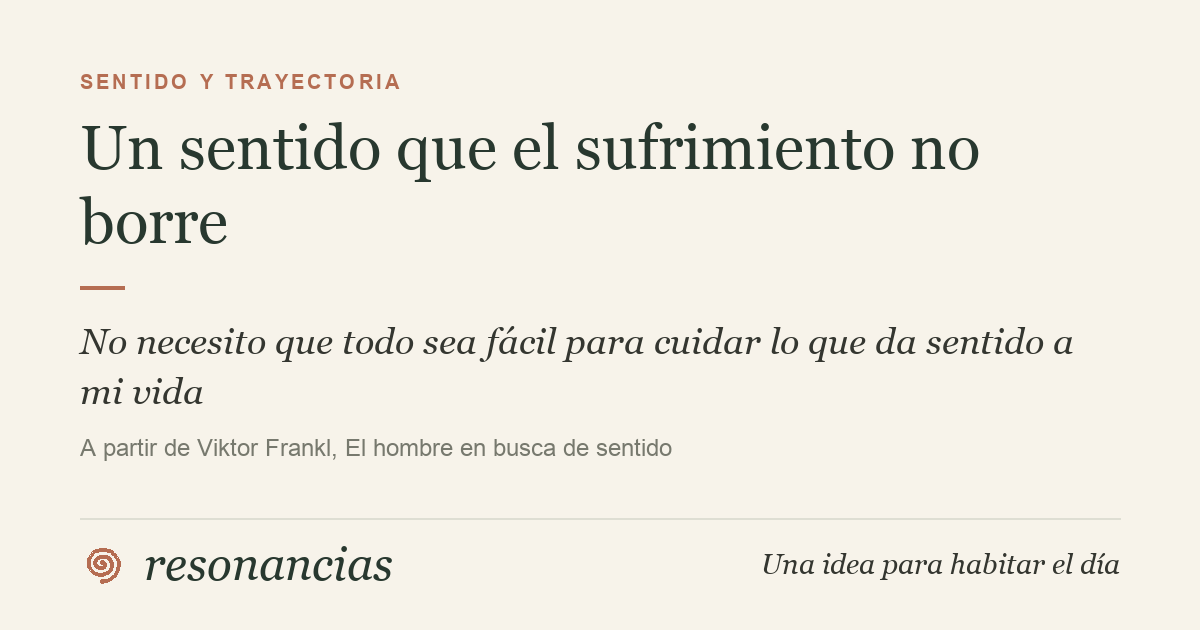 SENTIDO Y TRAYECTORIA
Un sentido que el sufrimiento no
borre
No necesito que todo sea fácil para cuidar lo que da sentido a
mi vida
A partir de Viktor Frankl, El hombre en busca de sentido
resonancias
Una idea para habitar el día